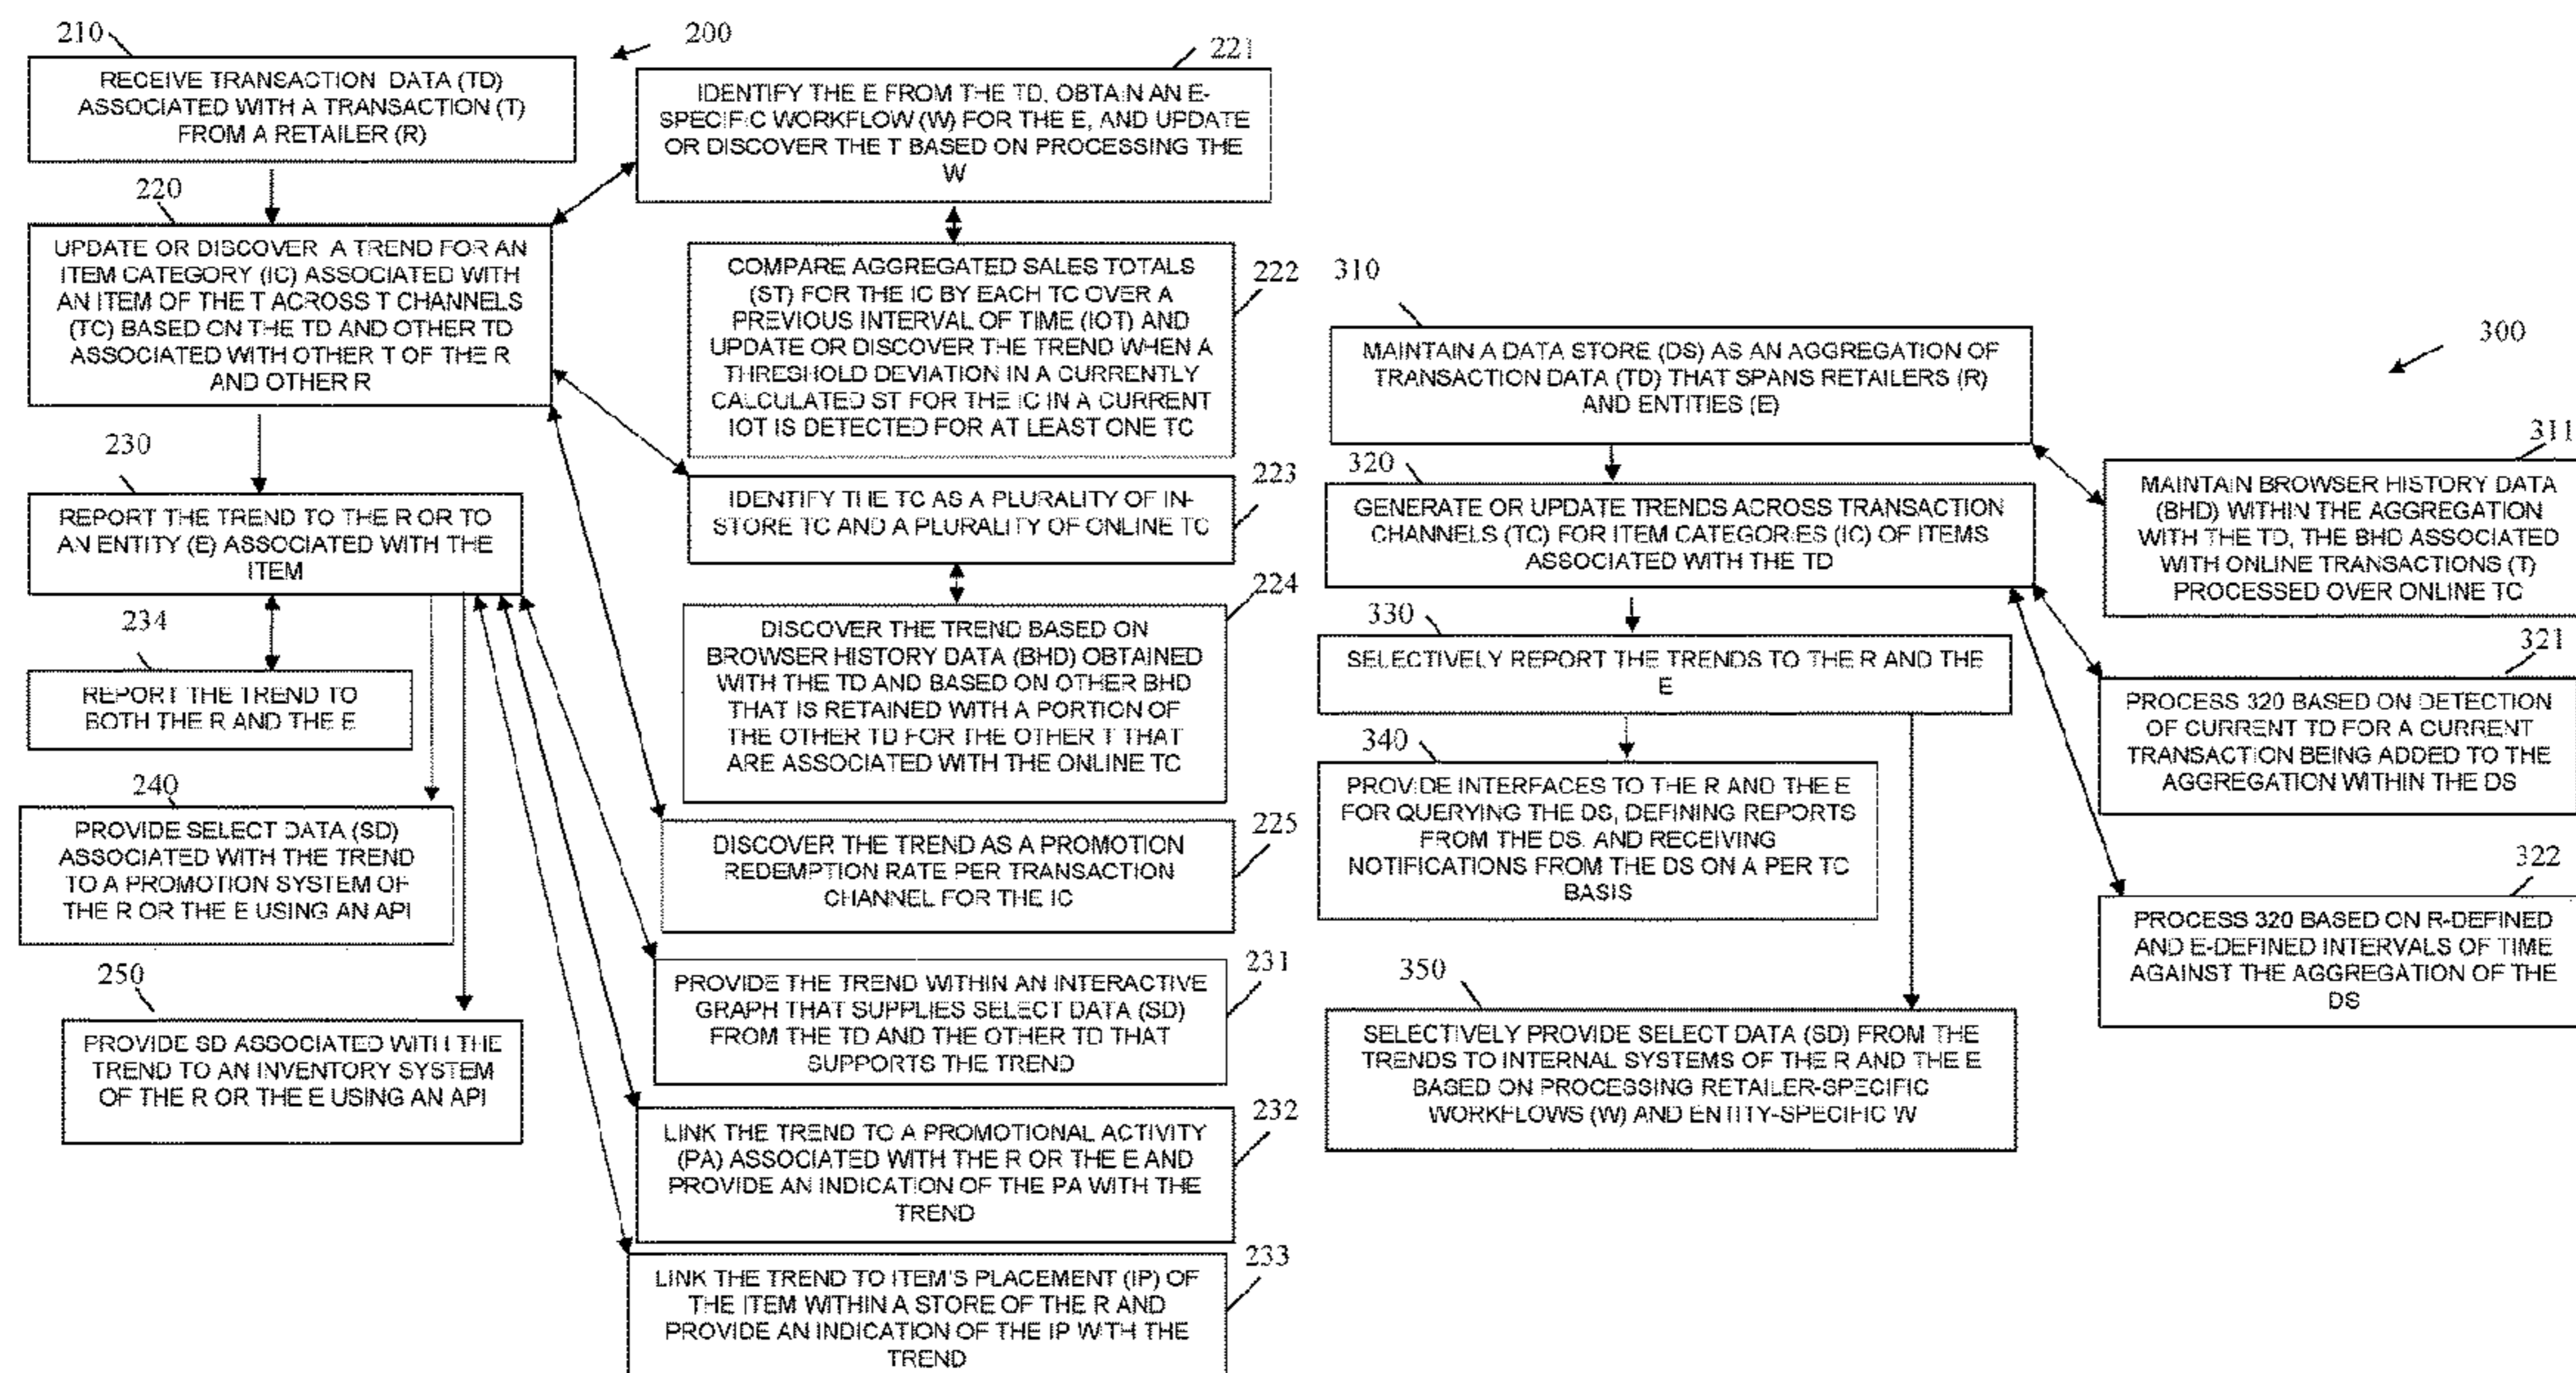 210
200
RECEIVE TRANSACTION DATA (TD)
ASSOCIATED WITH A TRANSACTION (T)
FROM A RETAILER (R)
220
UPDATE OR DISCOVER A TREND FOR AN
ITEM CATEGORY (IC) ASSOCIATED WITH
AN ITEM OF THE T ACROSS T CHANNELS
(TC) BASED ON THE TD AND OTHER TD
ASSOCIATED WITH OTHER T OF THE R
AND OTHER R
230
REPORT THE TREND TO THE R OR TO
AN ENTITY (E) ASSOCIATED WITH THE
ITEM
234
REPORT THE TREND TO
BOTH THE R AND THE E
240
PROVIDE SELECT DATA (SD)
ASSOCIATED WITH THE TREND
TO A PROMOTION SYSTEM OF
THE R OR THE E USING AN API
250
PROVIDE SD ASSOCIATED WITH THE
TREND TO AN INVENTORY SYSTEM
OF THE R OR THE E USING AN API
221
IDENTIFY THE E FROM THE TD, OBTAIN AN E-
SPECIFIC WORKFLOW (W) FOR THE E, AND UPDATE
OR DISCOVER THE T BASED ON PROCESSING THE
W
222
COMPARE AGGREGATED SALES TOTALS
(ST) FOR THE IC BY EACH TC OVER A
PREVIOUS INTERVAL OF TIME (IOT) AND
UPDATE OR DISCOVER THE TREND WHEN A
THRESHOLD DEVIATION IN A CURRENTLY
CALCULATED ST FOR THE IC IN A CURRENT
IOT IS DETECTED FOR AT LEAST ONE TC
223
IDENTIFY THE TC AS A PLURALITY OF IN-
STORE TC AND A PLURALITY OF ONLINE TC
224
DISCOVER THE TREND BASED ON
BROWSER HISTORY DATA (BHD) OBTAINED
WITH THE TD AND BASED ON OTHER BHD
THAT IS RETAINED WITH A PORTION OF
THE OTHER TD FOR THE OTHER T THAT
ARE ASSOCIATED WITH THE ONLINE TC
225
DISCOVER THE TREND AS A PROMOTION
REDEMPTION RATE PER TRANSACTION
CHANNEL FOR THE IC
231
PROVIDE THE TREND WITHIN AN INTERACTIVE
GRAPH THAT SUPPLIES SELECT DATA (SD)
FROM THE TD AND THE OTHER TD THAT
SUPPORTS THE TREND
232
LINK THE TREND TO A PROMOTIONAL ACTIVITY
(PA) ASSOCIATED WITH THE R OR THE E AND
PROVIDE AN INDICATION OF THE PA WITH THE
TREND
233
LINK THE TREND TO ITEM'S PLACEMENT (IP) OF
THE ITEM WITHIN A STORE OF THE R AND
PROVIDE AN INDICATION OF THE IP WITH THE
TREND
310
300
MAINTAIN A DATA STORE (DS) AS AN AGGREGATION OF
TRANSACTION DATA (TD) THAT SPANS RETAILERS (R)
AND ENTITIES (E)
320
GENERATE OR UPDATE TRENDS ACROSS TRANSACTION
CHANNELS (TC) FOR ITEM CATEGORIES (IC) OF ITEMS
ASSOCIATED WITH THE TD
330
SELECTIVELY REPORT THE TRENDS TO THE R AND THE
E
340
PROVIDE INTERFACES TO THE R AND THE E
FOR QUERYING THE DS, DEFINING REPORTS
FROM THE DS, AND RECEIVING
NOTIFICATIONS FROM THE DS ON A PER TC
BASIS
350
SELECTIVELY PROVIDE SELECT DATA (SD) FROM THE
TRENDS TO INTERNAL SYSTEMS OF THE R AND THE E
BASED ON PROCESSING RETAILER-SPECIFIC
WORKFLOWS (W) AND ENTITY-SPECIFIC W
311
MAINTAIN BROWSER HISTORY DATA
(BHD) WITHIN THE AGGREGATION
WITH THE TD, THE BHD ASSOCIATED
WITH ONLINE TRANSACTIONS (T)
PROCESSED OVER ONLINE TC
321
PROCESS 320 BASED ON DETECTION
OF CURRENT TD FOR A CURRENT
TRANSACTION BEING ADDED TO THE
AGGREGATION WITHIN THE DS
322
PROCESS 320 BASED ON R-DEFINED
AND E-DEFINED INTERVALS OF TIME
AGAINST THE AGGREGATION OF THE
DS